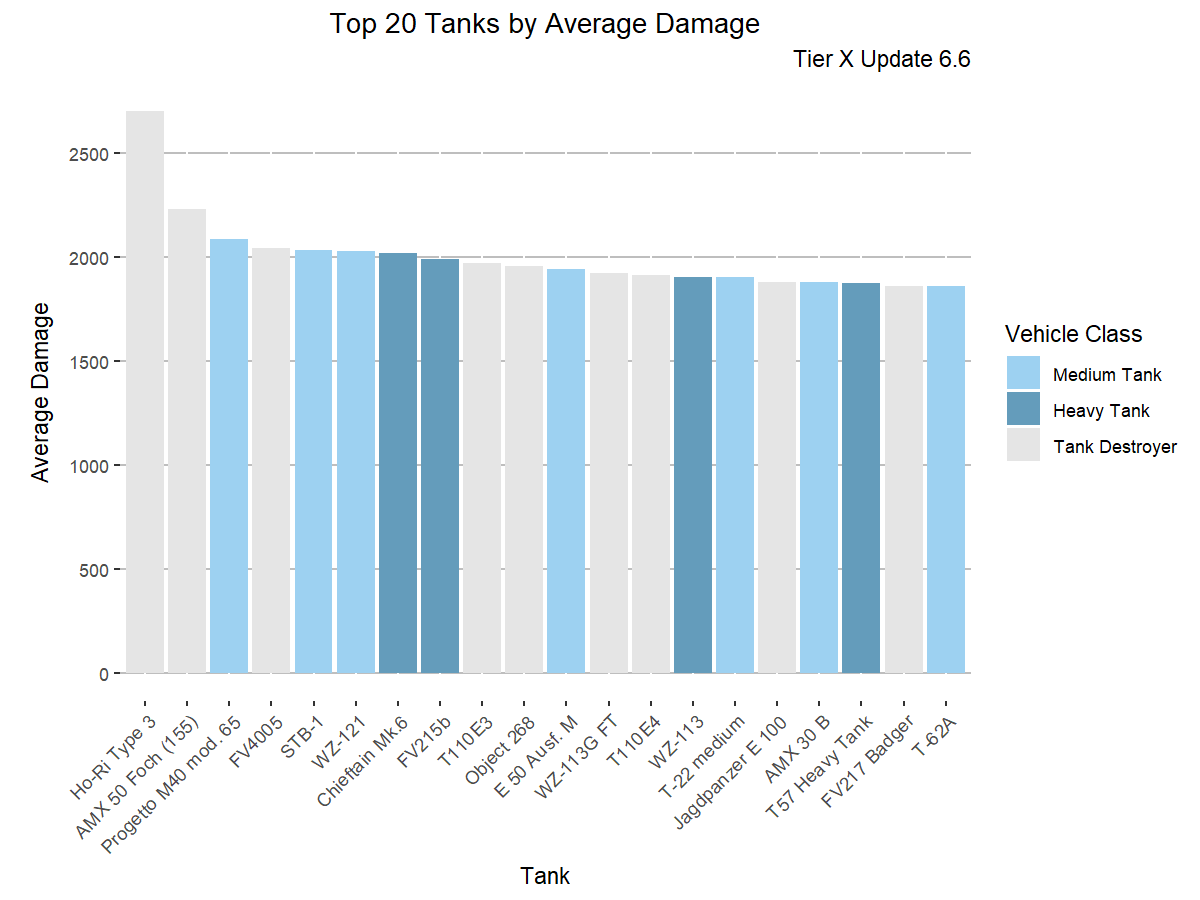 Top 20 Tanks by Average Damage
Tier X Update 6.6
Average Damage
2500
2000
1500
1000
500
0
Ho-Ri Type 3
AMX 50 Foch (155)
Progetto M40 mod. 65
FV4005
STB-1
WZ-121
Chieftain Mk.6
FV215b
T110E3
Object 268
E 50 Ausf. M
WZ-113G FT
T110E4
WZ-113
T-22 medium
Jagdpanzer E 100
AMX 30 B
T57 Heavy Tank
FV217 Badger
T-62A
Tank
Vehicle Class
Medium Tank
Heavy Tank
Tank Destroyer